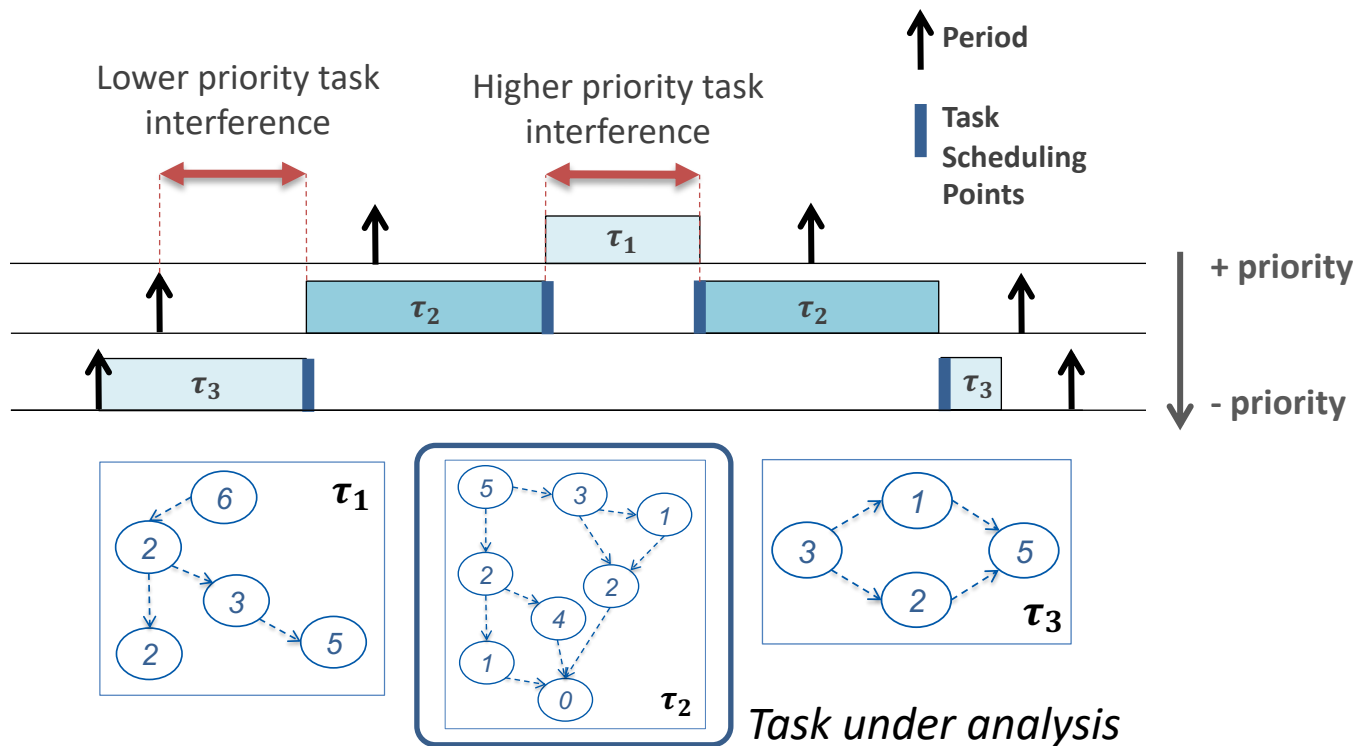 Period
Lower priority task
interference
Higher priority task
interference
Task
Scheduling
Points
τ1
+ priority
τ2
τ2
τ3
τ3
- priority
τ1
6
2
3
2
5
5
3
1
2
2
4
1
0
τ2
1
3
5
2
τ3
Task under analysis